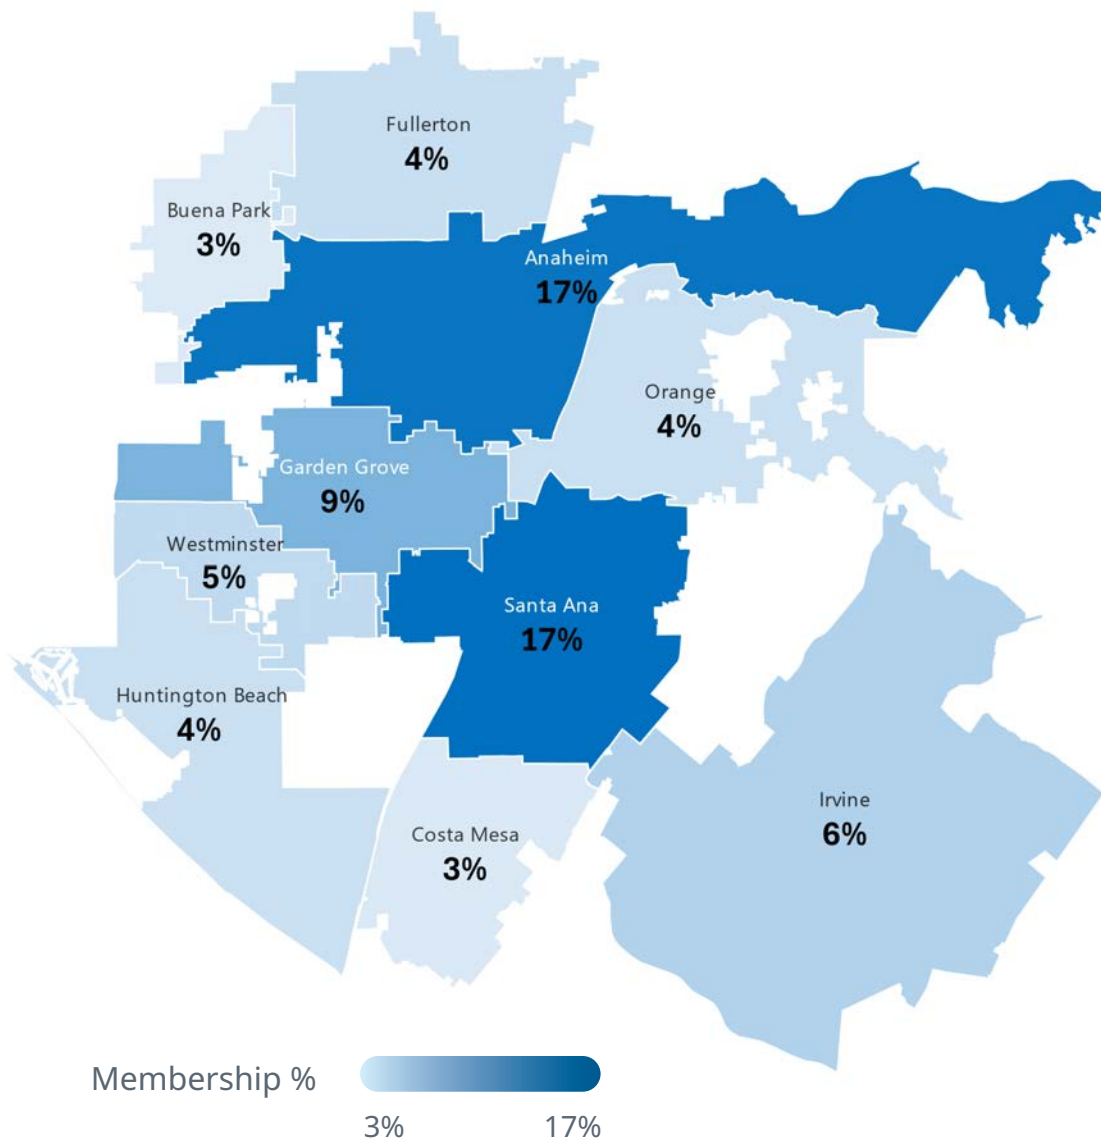 Fullerton
4%
Buena Park
3%
Anaheim
17%
Orange
4%
Garden Grove
9%
Westminster
5%
Santa Ana
17%
Huntington Beach
4%
Irvine
6%
Costa Mesa
3%
Membership %
3% 17%